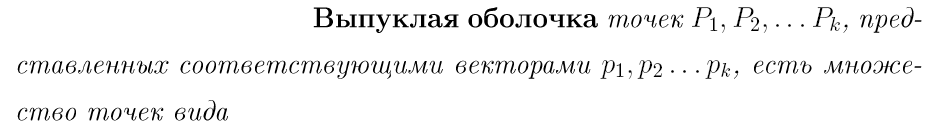 Выпуклая оболочка точек P₁, P₂, . . . Pₖ, пред-
ставленных соответствующими векторами p₁, p₂ . . . pₖ, есть множе-
ство точек вида